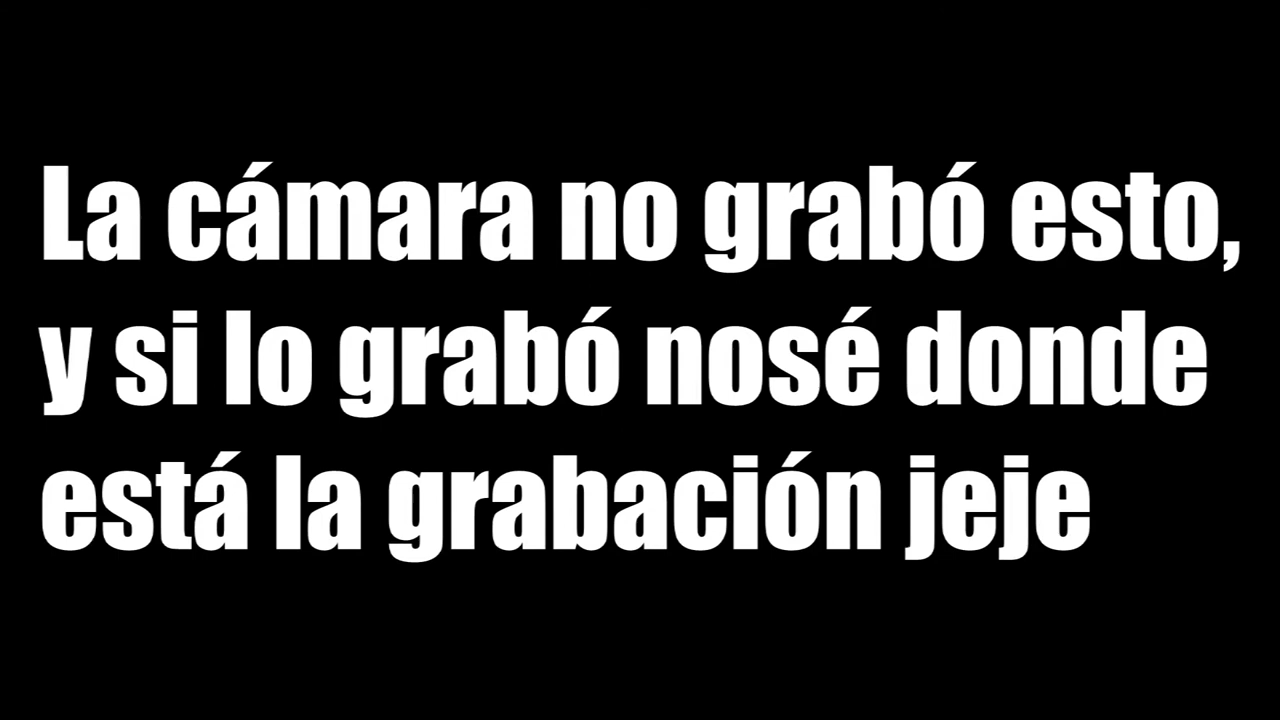 La cámara no grabó esto,
y si lo grabó nosé donde
está la grabación jeje